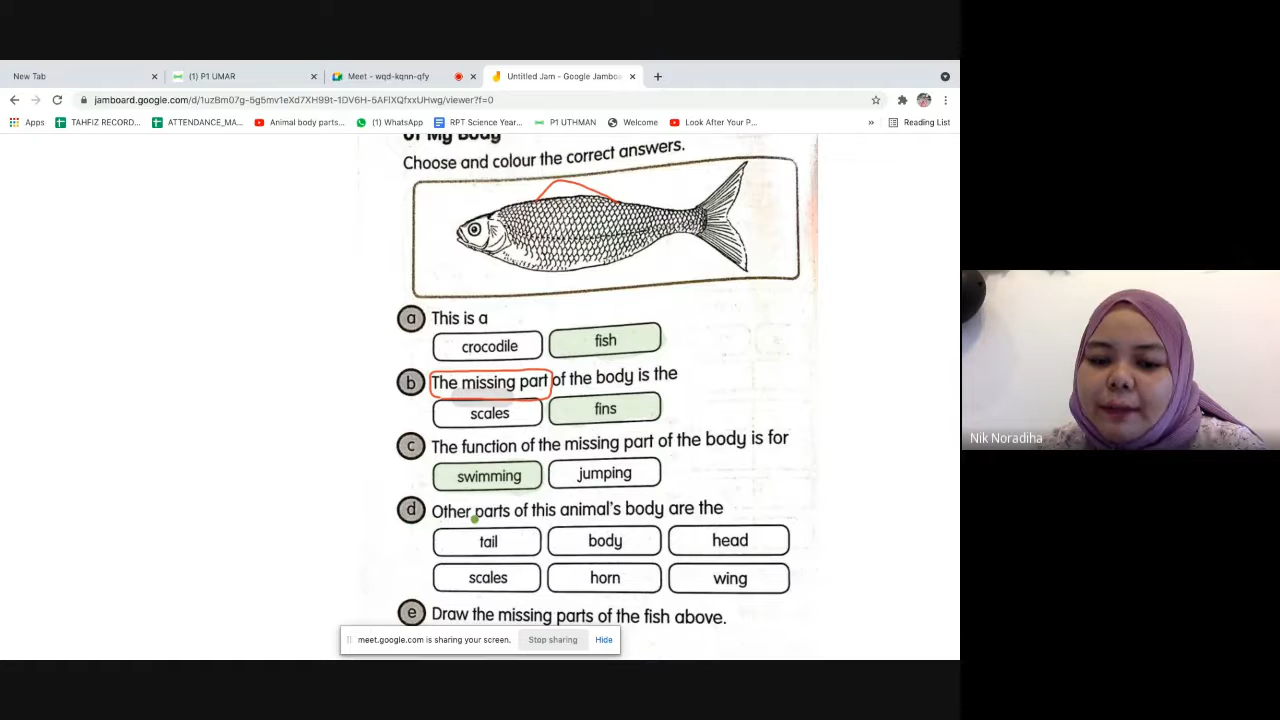 New Tab
(1) P1 UMAR
Meet - wqd-kqnn-qfy
Untitled Jam - Google Jamboa
jamboard.google.com/d/1uzBm07g-5g5mv1eXd7XH99t-1DV6H-5AFlXQfxxUHwg/viewer?f=0
Apps
TAHFIZ RECORD...
ATTENDANCE_MA...
Animal body parts...
(1) WhatsApp
RPT Science Year...
P1 UTHMAN
Welcome
Look After Your P...
»
Reading List
Of My Body
Choose and colour the correct answers.
a This is a
crocodile fish
b The missing part of the body is the
scales fins
c The function of the missing part of the body is for
swimming jumping
d Other parts of this animal's body are the
tail body head
scales horn wing
e Draw the missing parts of the fish above.
meet.google.com is sharing your screen. Stop sharing Hide
Nik Noradiha